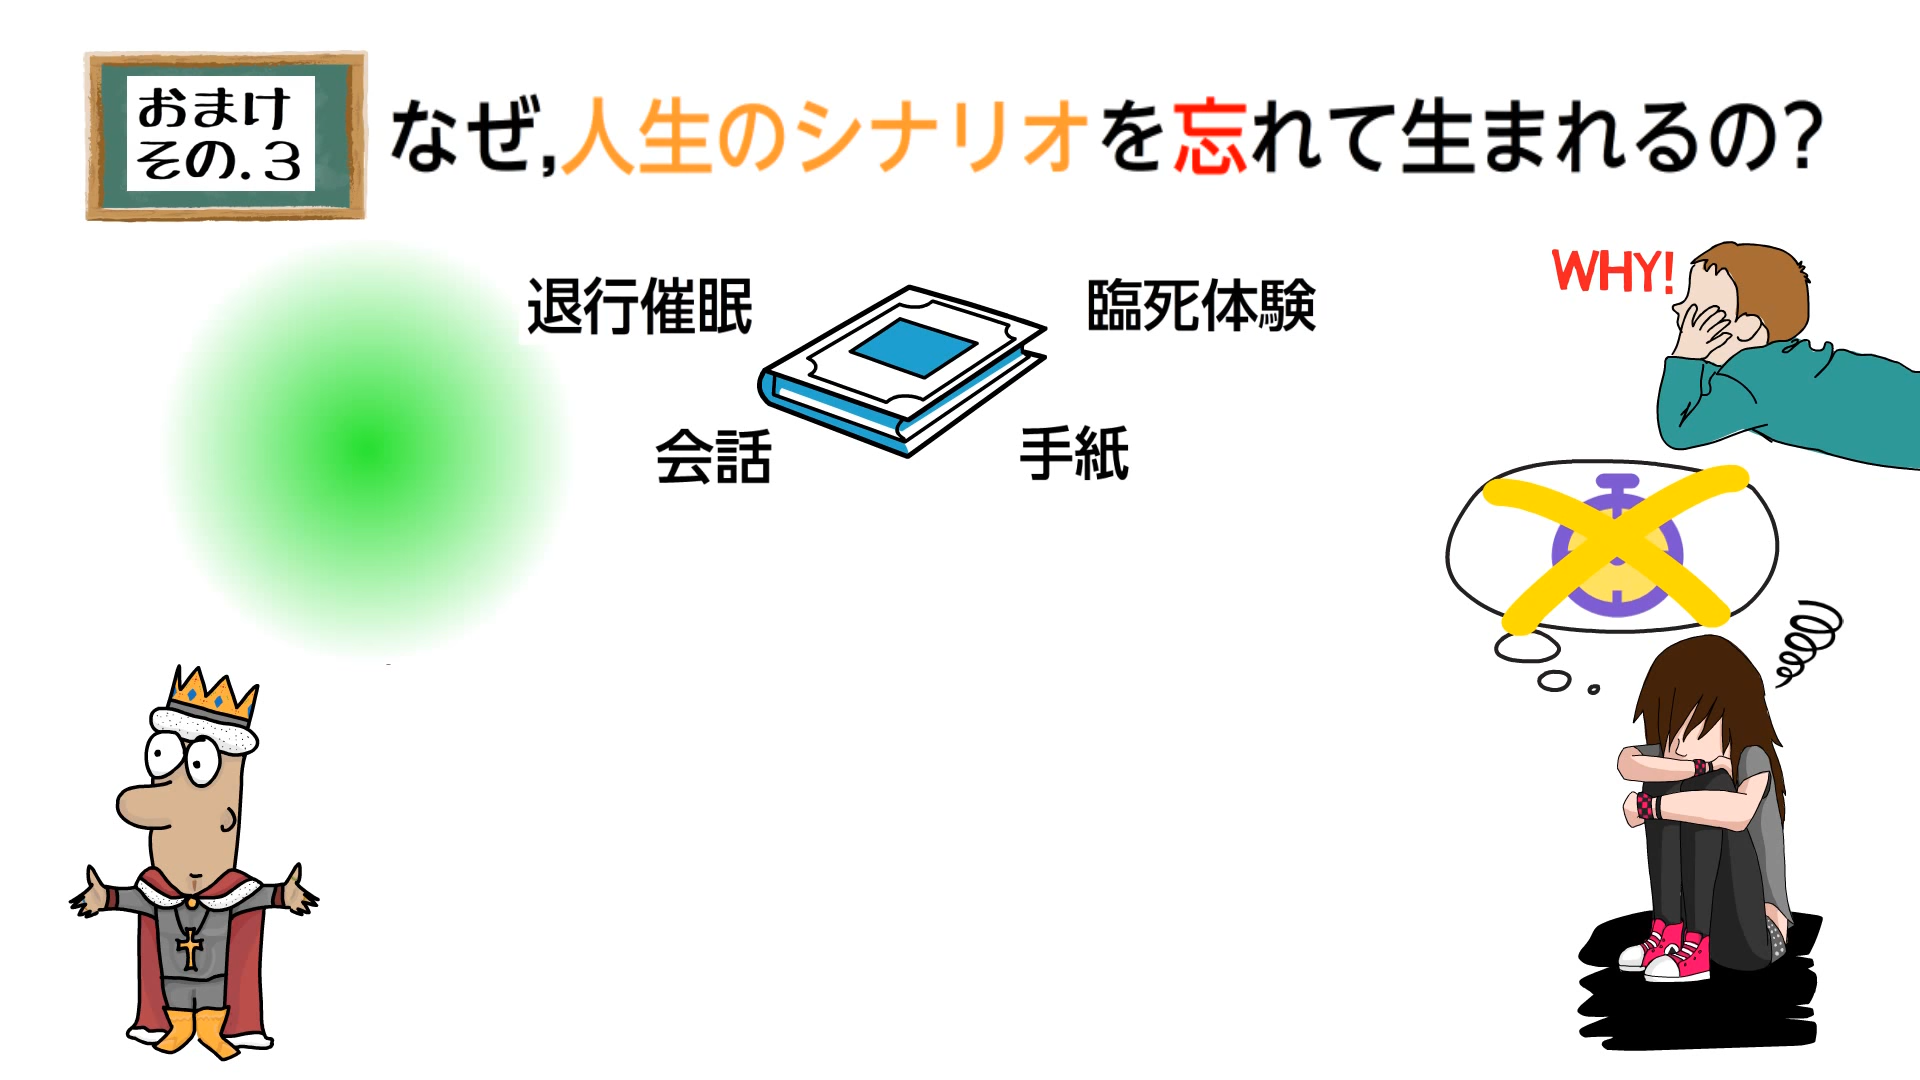 おまけ
その.3
なぜ,人生のシナリオを忘れて生まれるの?
退行催眠
臨死体験
WHY!
会話
手紙